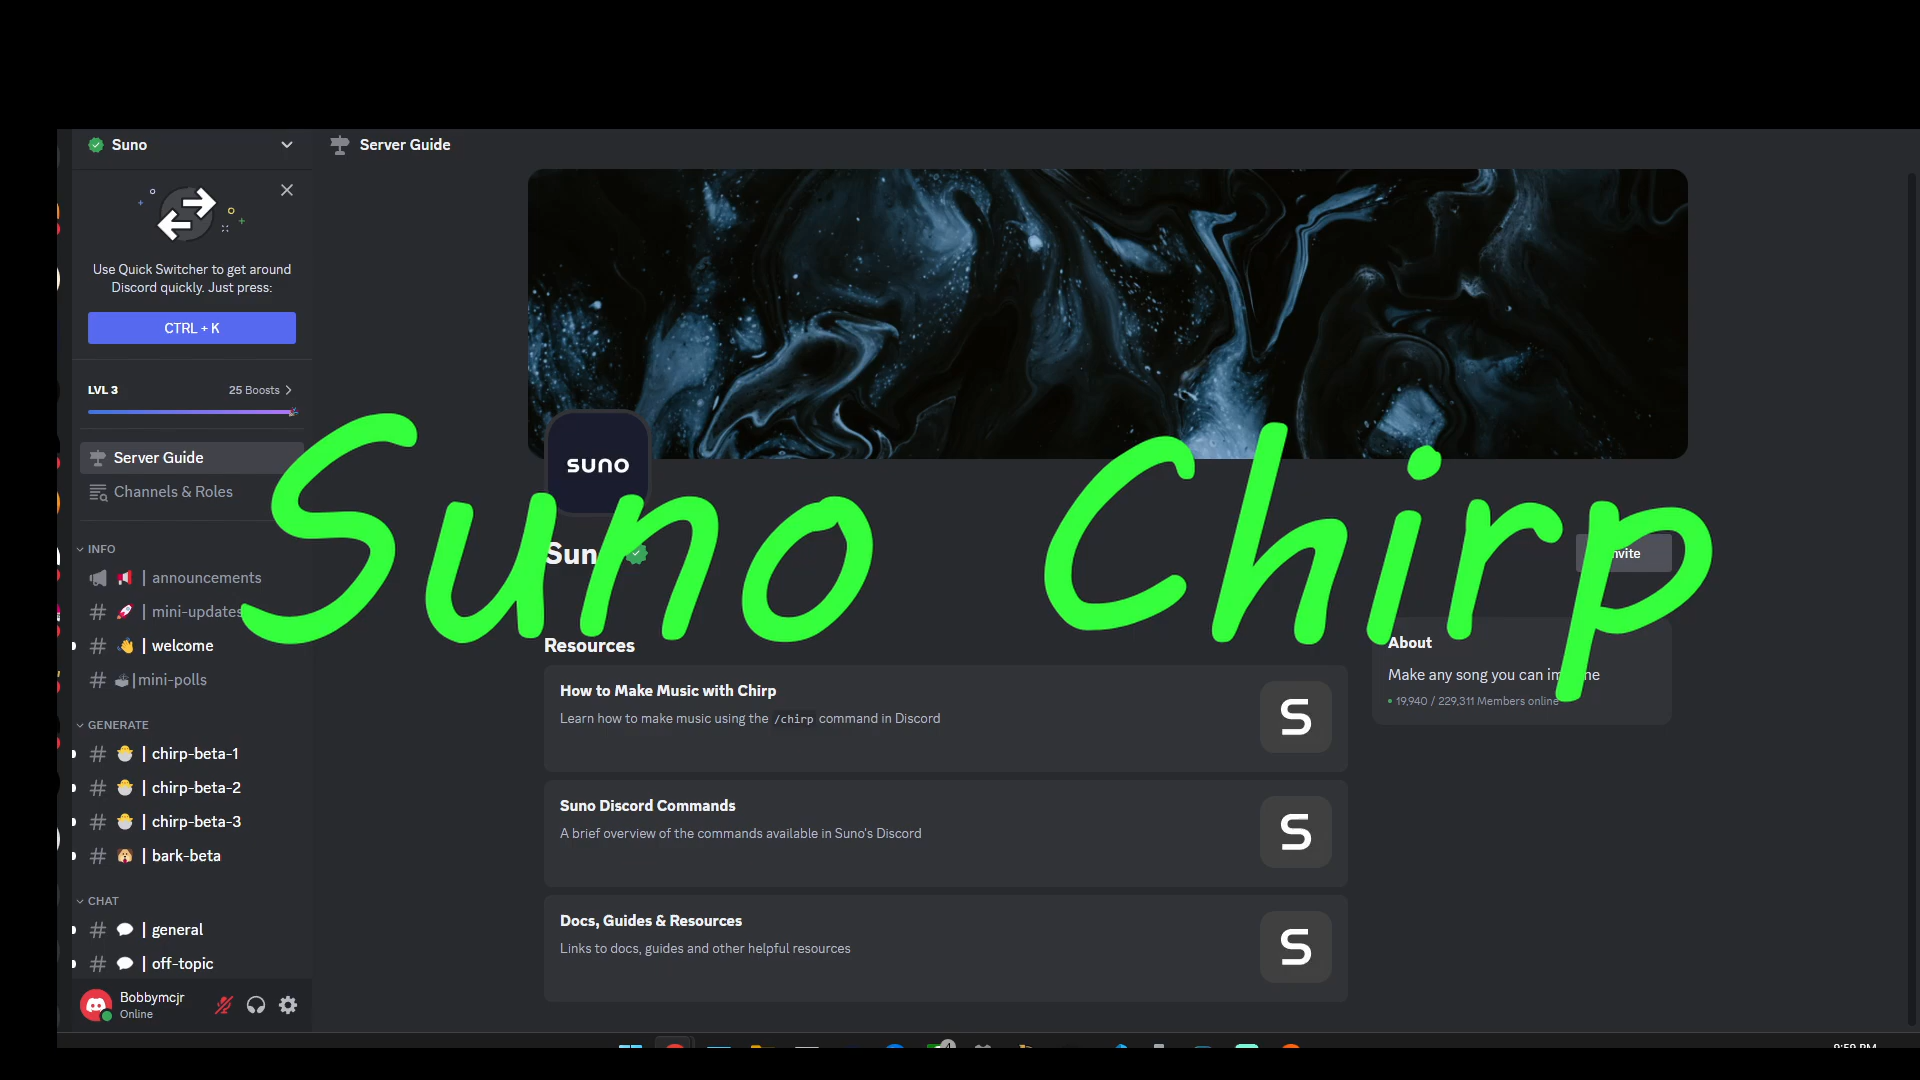 Suno
Server Guide
Use Quick Switcher to get around
Discord quickly. Just press:
CTRL + K
LVL 3
25 Boosts
Server Guide
Channels & Roles
INFO
announcements
mini-updates
welcome
mini-polls
GENERATE
chirp-beta-1
chirp-beta-2
chirp-beta-3
bark-beta
CHAT
general
off-topic
Bobbymcjr
Online
suno
Suno Chirp
Resources
How to Make Music with Chirp
Learn how to make music using the /chirp command in Discord
S
Suno Discord Commands
A brief overview of the commands available in Suno's Discord
S
Docs, Guides & Resources
Links to docs, guides and other helpful resources
S
About
Make any song you can
19,940 / 229,311 Members online